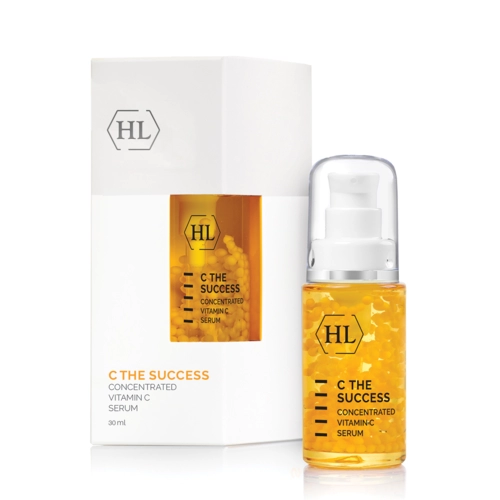 HL
HL
C THE
SUCCESS
CONCENTRATED
VITAMIN C
SERUM
C THE SUCCESS
CONCENTRATED
VITAMIN C
SERUM
30 ml
HL
C THE
SUCCESS
CONCENTRATED
VITAMIN-C
SERUM